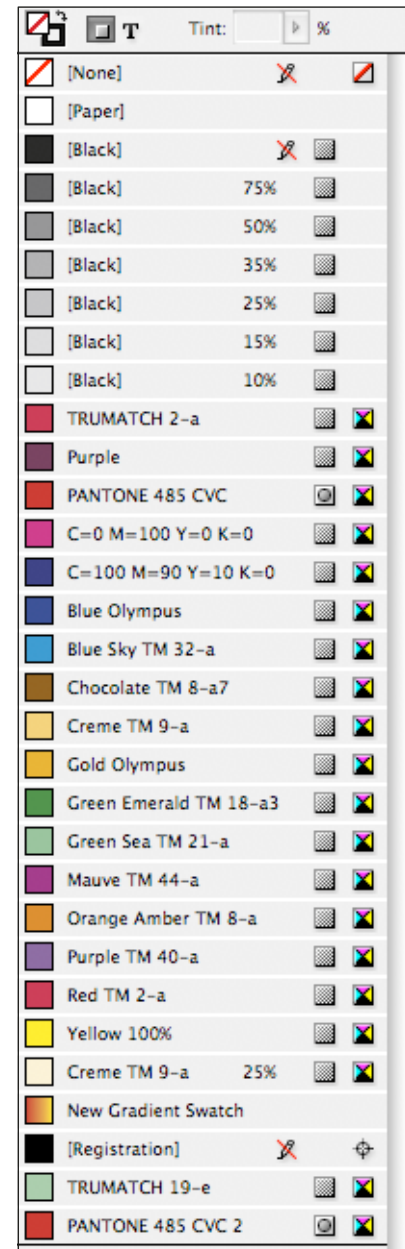 T Tint: %
[None]
[Paper]
[Black]
[Black] 75%
[Black] 50%
[Black] 35%
[Black] 25%
[Black] 15%
[Black] 10%
TRUMATCH 2-a
Purple
PANTONE 485 CVC
C=0 M=100 Y=0 K=0
C=100 M=90 Y=10 K=0
Blue Olympus
Blue Sky TM 32-a
Chocolate TM 8-a7
Creme TM 9-a
Gold Olympus
Green Emerald TM 18-a3
Green Sea TM 21-a
Mauve TM 44-a
Orange Amber TM 8-a
Purple TM 40-a
Red TM 2-a
Yellow 100%
Creme TM 9-a 25%
New Gradient Swatch
[Registration]
TRUMATCH 19-e
PANTONE 485 CVC 2